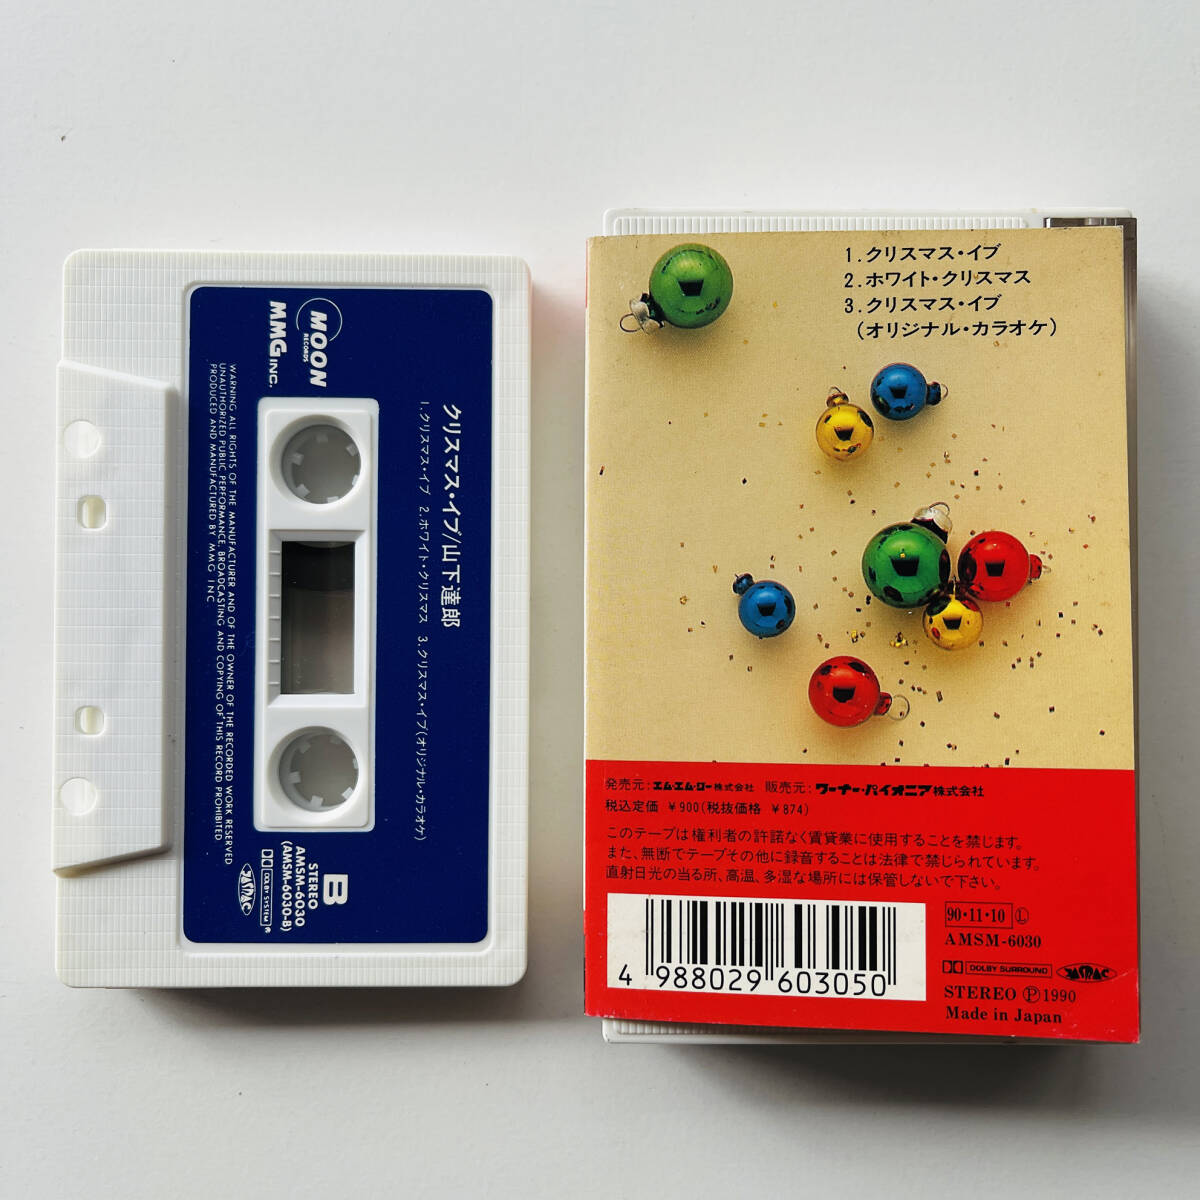 MOON
RECORDS
MMG INC.
クリスマス・イブ/山下達郎
1.クリスマス・イブ 2.ホワイト・クリスマス 3.クリスマス・イブ(オリジナル・カラオケ)
B
STEREO
AMSM-6030
(AMSM-6030-B)
DOLBY SYSTEM
JASRAC
WARNING ALL RIGHTS OF THE MANUFACTURER AND OF THE OWNER OF THE RECORDED WORK RESERVED
UNAUTHORIZED PUBLIC PERFORMANCE, BROADCASTING AND COPYING OF THIS RECORD PROHIBITED
PRODUCED AND MANUFACTURED BY MMG INC.
1.クリスマス・イブ
2.ホワイト・クリスマス
3.クリスマス・イブ
(オリジナル・カラオケ)
発売元:エム・エム・ジー株式会社 販売元:ワーナー・パイオニア株式会社
税込定価 ¥900(税抜価格 ¥874)
このテープは権利者の許諾なく賃貸業に使用することを禁じます。
また、無断でテープその他に録音することは法律で禁じられています。
直射日光の当る所、高温、多湿な場所には保管しないで下さい。
4 988029 603050
90・11・10 Ⓛ
AMSM-6030
DOLBY SURROUND JASRAC
STEREO Ⓟ1990
Made in Japan